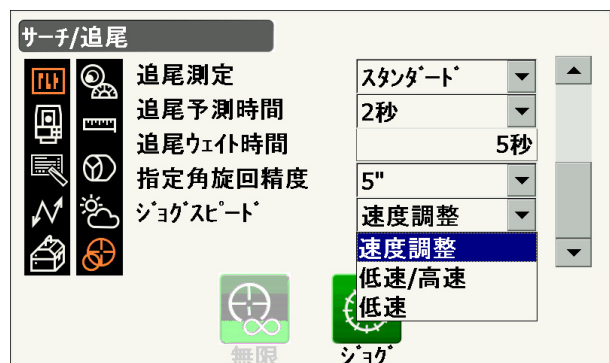 サーチ/追尾
追尾測定 スタンダード
追尾予測時間 2秒
追尾ウェイト時間 5秒
指定角旋回精度 5"
ジョグスピード 速度調整
速度調整
低速/高速
低速
無限 ジョグ